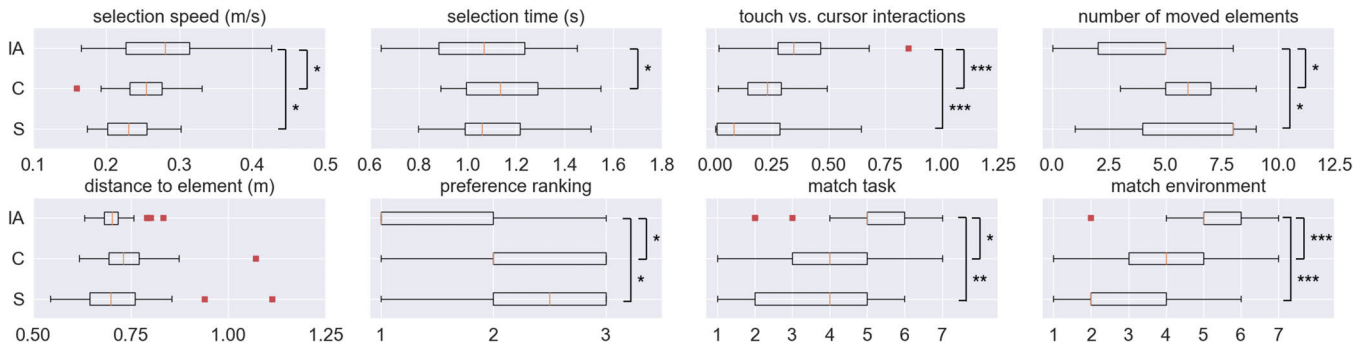 selection speed (m/s) selection time (s) touch vs. cursor interactions number of moved elements
IA * * *** *
C * *** *
S
0.1 0.2 0.3 0.4 0.5 0.6 0.8 1.0 1.2 1.4 1.6 1.8 0.00 0.25 0.50 0.75 1.00 1.25 0.0 2.5 5.0 7.5 10.0 12.5
distance to element (m) preference ranking match task match environment
IA * * ***
C * ** ***
S
0.50 0.75 1.00 1.25 1 2 3 1 2 3 4 5 6 7 1 2 3 4 5 6 7